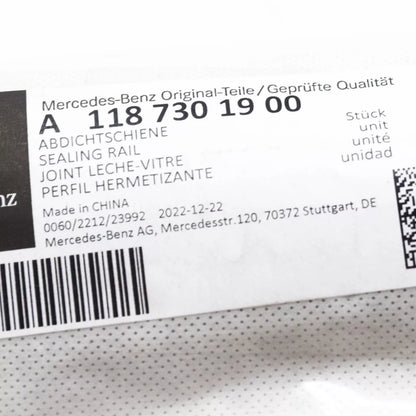 Mercedes-Benz Original-Teile/Geprüfte Qualität
A 118 730 19 00
ABDICHTSCHIENE
SEALING RAIL
JOINT LECHE-VITRE
PERFIL HERMETIZANTE
Stück
unit
unité
unidad
Made in CHINA
0060/2212/23992 2022-12-22
Mercedes-Benz AG, Mercedesstr.120, 70372 Stuttgart, DE
nz